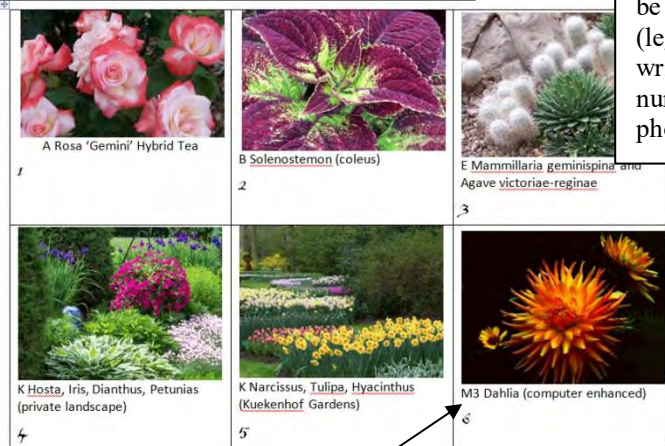 be
(le
wr
nu
pho
A Rosa 'Gemini' Hybrid Tea
1
B Solenostemon (coleus)
2
E Mammillaria geminispina and
Agave victoriae-reginae
3
K Hosta, Iris, Dianthus, Petunias
(private landscape)
4
K Narcissus, Tulipa, Hyacinthus
(Kuekenhof Gardens)
5
M3 Dahlia (computer enhanced)
6